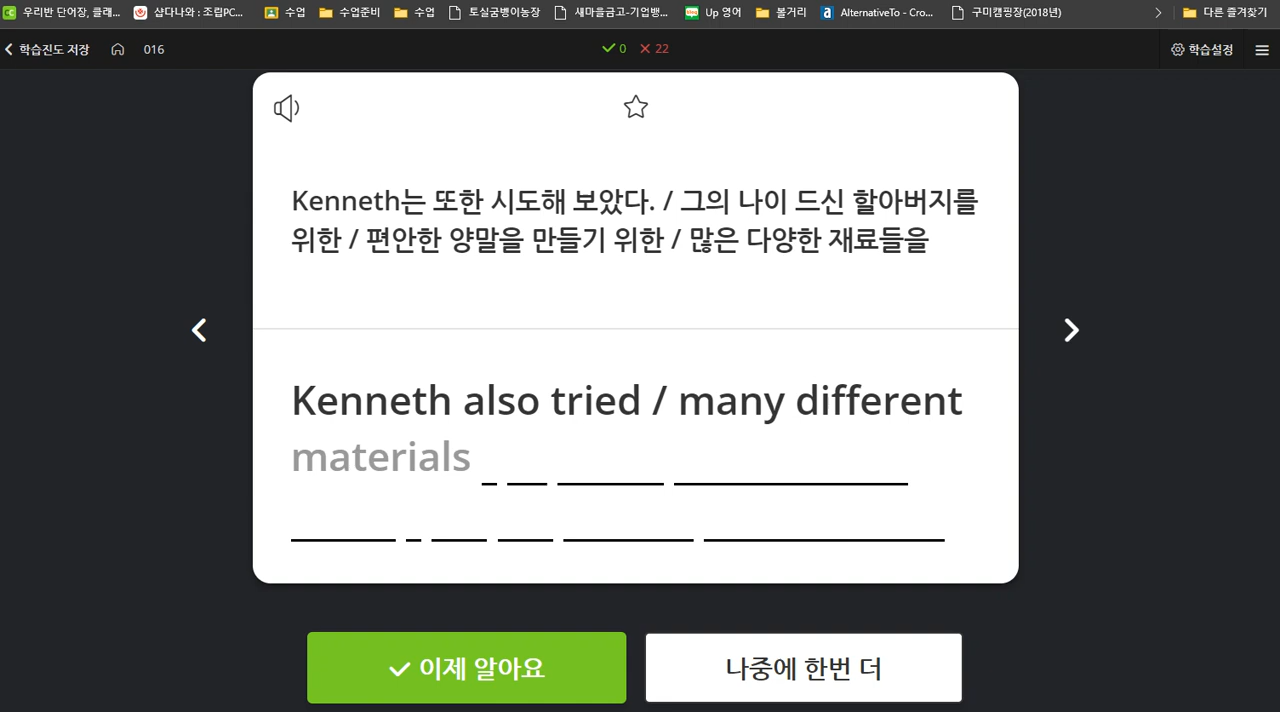 우리반 단어장, 클래... 샵다나와 : 조립PC... 수업 수업준비 수업 토실굼벵이농장 새마을금고-기업뱅... Up 영어 볼거리 AlternativeTo - Cro... 구미캠핑장(2018년) 다른 즐겨찾기
학습진도 저장 016 0 22 학습설정
Kenneth는 또한 시도해 보았다. / 그의 나이 드신 할아버지를
위한 / 편안한 양말을 만들기 위한 / 많은 다양한 재료들을
Kenneth also tried / many different
materials
이제 알아요 나중에 한번 더